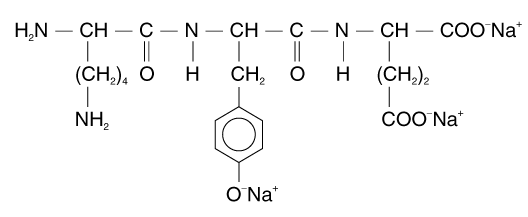 H₂N — CH — C — N — CH — C — N — CH — COO⁻Na⁺
(CH₂)₄ O H CH₂ O H (CH₂)₂
NH₂ COO⁻Na⁺
O⁻Na⁺